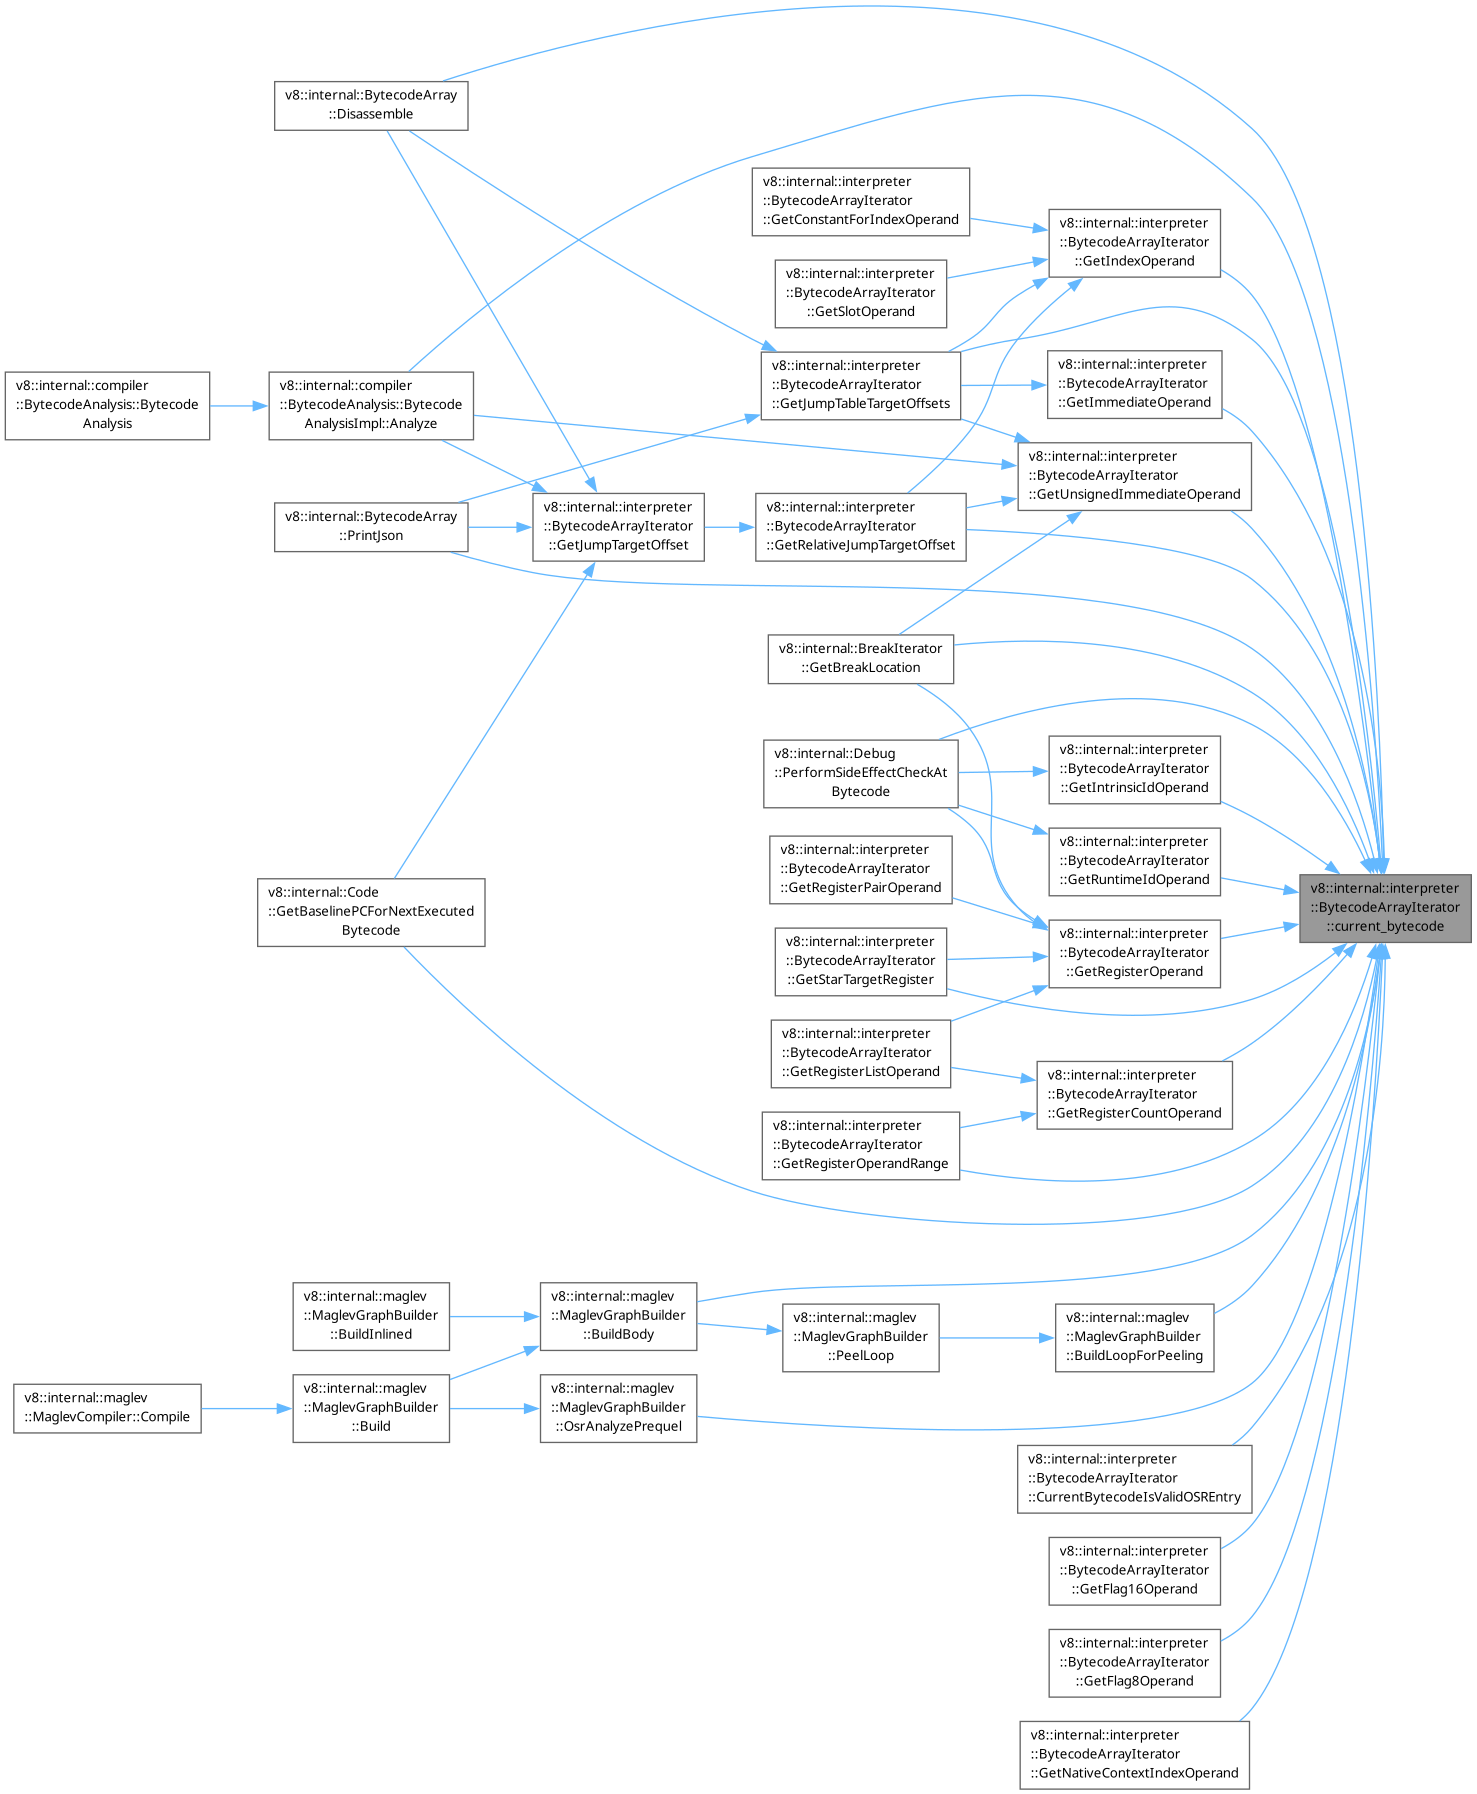 v8::internal::BytecodeArray
::Disassemble
v8::internal::interpreter
::BytecodeArrayIterator
::GetConstantForIndexOperand
v8::internal::interpreter
::BytecodeArrayIterator
::GetIndexOperand
v8::internal::interpreter
::BytecodeArrayIterator
::GetSlotOperand
v8::internal::interpreter
::BytecodeArrayIterator
::GetJumpTableTargetOffsets
v8::internal::interpreter
::BytecodeArrayIterator
::GetImmediateOperand
v8::internal::compiler
::BytecodeAnalysis::Bytecode
Analysis
v8::internal::compiler
::BytecodeAnalysis::Bytecode
AnalysisImpl::Analyze
v8::internal::interpreter
::BytecodeArrayIterator
::GetUnsignedImmediateOperand
v8::internal::BytecodeArray
::PrintJson
v8::internal::interpreter
::BytecodeArrayIterator
::GetJumpTargetOffset
v8::internal::interpreter
::BytecodeArrayIterator
::GetRelativeJumpTargetOffset
v8::internal::BreakIterator
::GetBreakLocation
v8::internal::Debug
::PerformSideEffectCheckAt
Bytecode
v8::internal::interpreter
::BytecodeArrayIterator
::GetIntrinsicIdOperand
v8::internal::interpreter
::BytecodeArrayIterator
::GetRuntimeIdOperand
v8::internal::interpreter
::BytecodeArrayIterator
::GetRegisterPairOperand
v8::internal::Code
::GetBaselinePCForNextExecuted
Bytecode
v8::internal::interpreter
::BytecodeArrayIterator
::current_bytecode
v8::internal::interpreter
::BytecodeArrayIterator
::GetRegisterOperand
v8::internal::interpreter
::BytecodeArrayIterator
::GetStarTargetRegister
v8::internal::interpreter
::BytecodeArrayIterator
::GetRegisterListOperand
v8::internal::interpreter
::BytecodeArrayIterator
::GetRegisterCountOperand
v8::internal::interpreter
::BytecodeArrayIterator
::GetRegisterOperandRange
v8::internal::maglev
::MaglevGraphBuilder
::BuildInlined
v8::internal::maglev
::MaglevGraphBuilder
::BuildBody
v8::internal::maglev
::MaglevGraphBuilder
::PeelLoop
v8::internal::maglev
::MaglevGraphBuilder
::BuildLoopForPeeling
v8::internal::maglev
::MaglevCompiler::Compile
v8::internal::maglev
::MaglevGraphBuilder
::Build
v8::internal::maglev
::MaglevGraphBuilder
::OsrAnalyzePrequel
v8::internal::interpreter
::BytecodeArrayIterator
::CurrentBytecodeIsValidOSREntry
v8::internal::interpreter
::BytecodeArrayIterator
::GetFlag16Operand
v8::internal::interpreter
::BytecodeArrayIterator
::GetFlag8Operand
v8::internal::interpreter
::BytecodeArrayIterator
::GetNativeContextIndexOperand